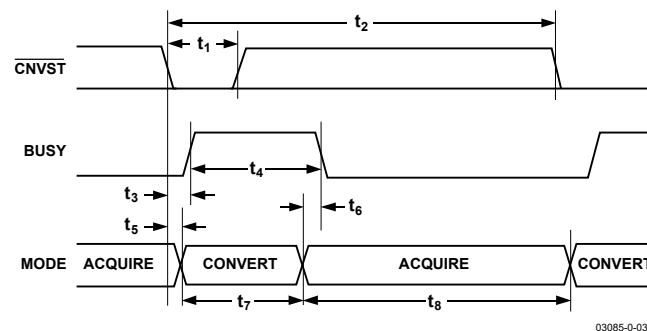 t2
t1
CNVST
BUSY
t4
t3
t6
t5
MODE ACQUIRE CONVERT ACQUIRE CONVERT
t7 t8
03085-0-03